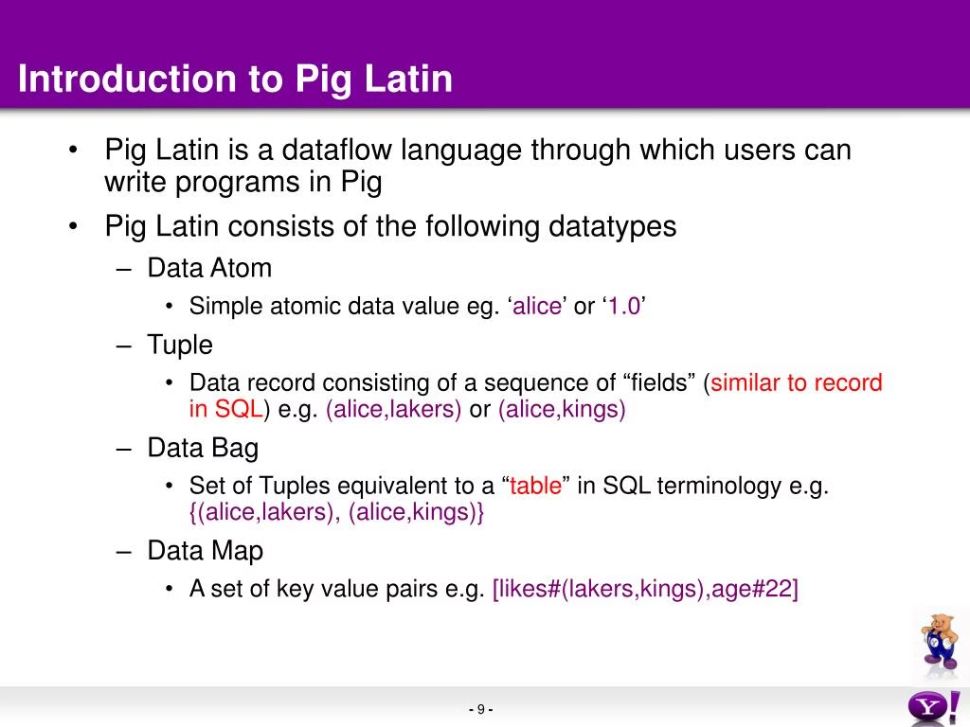 Introduction to Pig Latin
• Pig Latin is a dataflow language through which users can
write programs in Pig
• Pig Latin consists of the following datatypes
– Data Atom
• Simple atomic data value eg. ‘alice’ or ‘1.0’
– Tuple
• Data record consisting of a sequence of “fields” (similar to record
in SQL) e.g. (alice,lakers) or (alice,kings)
– Data Bag
• Set of Tuples equivalent to a “table” in SQL terminology e.g.
{(alice,lakers), (alice,kings)}
– Data Map
• A set of key value pairs e.g. [likes#(lakers,kings),age#22]
- 9 -
Y!